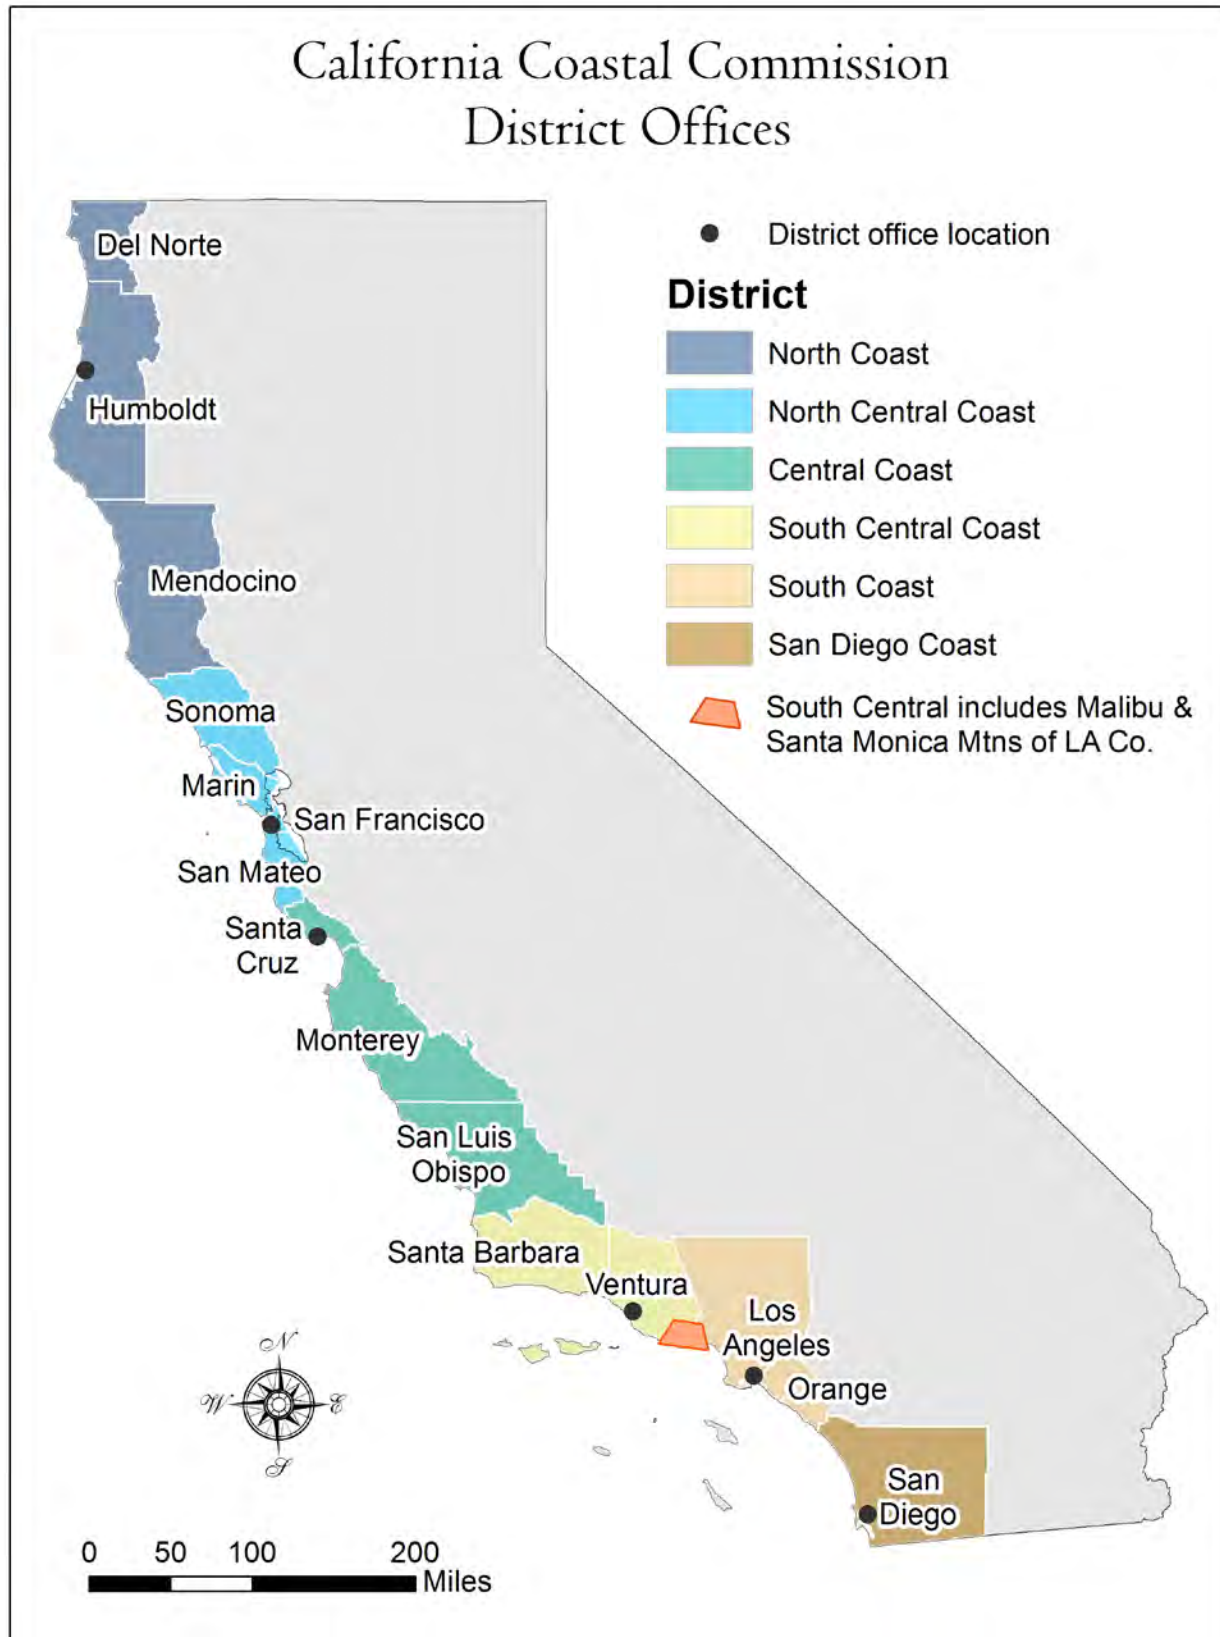 California Coastal Commission
District Offices
District office location
District
North Coast
North Central Coast
Central Coast
South Central Coast
South Coast
San Diego Coast
South Central includes Malibu &
Santa Monica Mtns of LA Co.
Del Norte
Humboldt
Mendocino
Sonoma
Marin
San Francisco
San Mateo
Santa
Cruz
Monterey
San Luis
Obispo
Santa Barbara
Ventura
Los
Angeles
Orange
San
Diego
N
W E
S
0 50 100 200
Miles